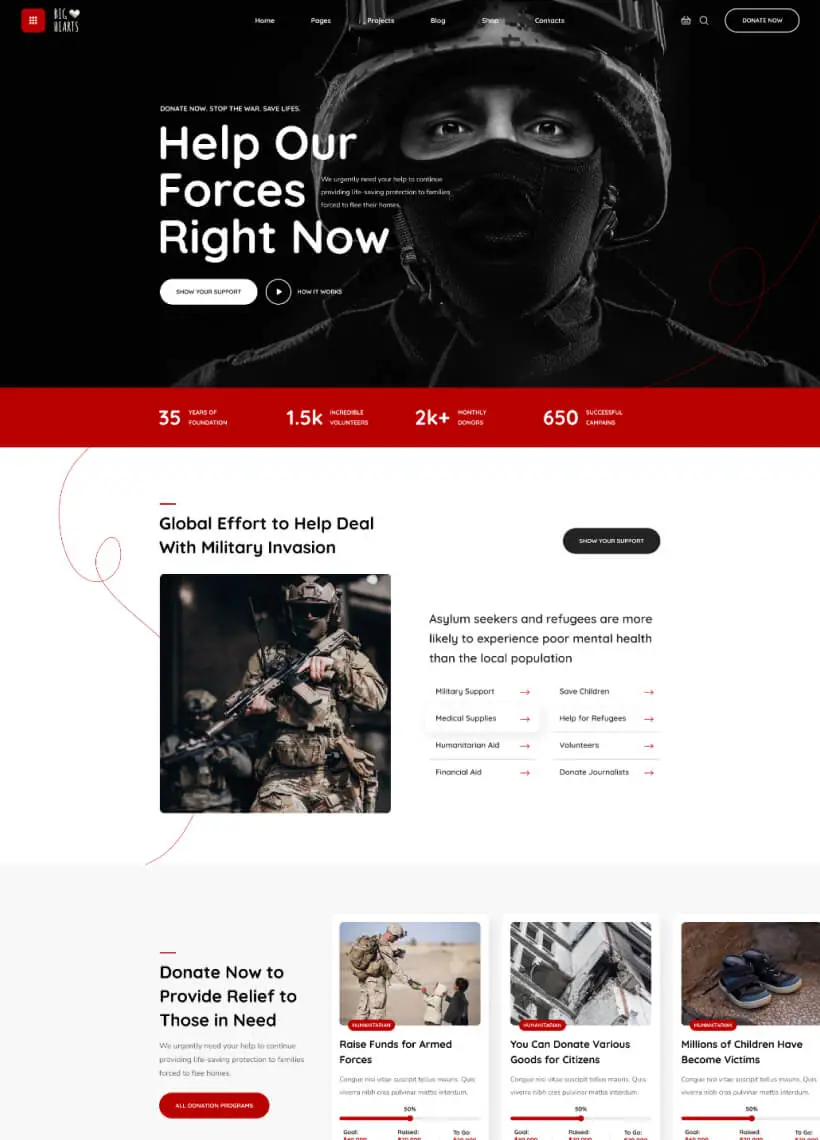 BIG
HEARTS
Home Pages Projects Blog Shop Contacts
DONATE NOW
DONATE NOW. STOP THE WAR. SAVE LIFES.
Help Our
Forces
Right Now
We urgently need your help to continue
providing life-saving protection to families
forced to flee their homes.
SHOW YOUR SUPPORT
HOW IT WORKS
35 YEARS OF
FOUNDATION
1.5k INCREDIBLE
VOLUNTEERS
2k+ MONTHLY
DONORS
650 SUCCESSFUL
CAMPAINS
Global Effort to Help Deal
With Military Invasion
SHOW YOUR SUPPORT
Asylum seekers and refugees are more
likely to experience poor mental health
than the local population
Military Support
Save Children
Medical Supplies
Help for Refugees
Humanitarian Aid
Volunteers
Financial Aid
Donate Journalists
Donate Now to
Provide Relief to
Those in Need
We urgently need your help to continue
providing life-saving protection to families
forced to flee homes.
ALL DONATION PROGRAMS
HUMANITARIAN
Raise Funds for Armed
Forces
Congue nisi vitae suscipit tellus mauris. Quis
viverra nibh cras pulvinar mattis interdum.
50%
Goal: Raised: To Go:
HUMANITARIAN
You Can Donate Various
Goods for Citizens
Congue nisi vitae suscipit tellus mauris. Quis
viverra nibh cras pulvinar mattis interdum.
50%
Goal: Raised: To Go:
HUMANITARIAN
Millions of Children Have
Become Victims
Congue nisi vitae suscipit tellus mauris. Quis
viverra nibh cras pulvinar mattis interdum.
50%
Goal: Raised: To Go: